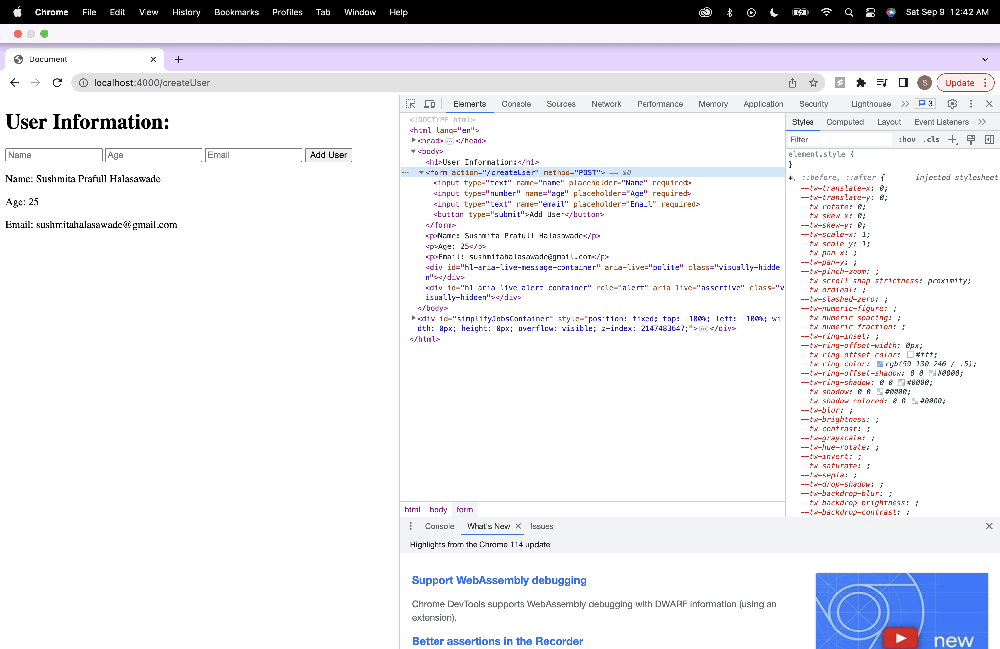 Chrome File Edit View History Bookmarks Profiles Tab Window Help Sat Sep 9 12:42 AM
Document
localhost:4000/createUser S Update
User Information:
Name Age Email Add User
Name: Sushmita Prafull Halasawade
Age: 25
Email: sushmitahalasawade@gmail.com
Elements Console Sources Network Performance Memory Application Security Lighthouse 3
<!DOCTYPE html>
<html lang="en">
<head> … </head>
<body>
<h1>User Information:</h1>
<form action="/createUser" method="POST"> == $0
<input type="text" name="name" placeholder="Name" required>
<input type="number" name="age" placeholder="Age" required>
<input type="text" name="email" placeholder="Email" required>
<button type="submit">Add User</button>
</form>
<p>Name: Sushmita Prafull Halasawade</p>
<p>Age: 25</p>
<p>Email: sushmitahalasawade@gmail.com</p>
<div id="hl-aria-live-message-container" aria-live="polite" class="visually-hidde
n"></div>
<div id="hl-aria-live-alert-container" role="alert" aria-live="assertive" class="v
isually-hidden"></div>
</body>
<div id="simplifyJobsContainer" style="position: fixed; top: -100%; left: -100%; wi
dth: 0px; height: 0px; overflow: visible; z-index: 2147483647;"> … </div>
</html>
html body form
Styles Computed Layout Event Listeners
Filter :hov .cls
element.style {
}
*, ::before, ::after { injected stylesheet
--tw-translate-x: 0;
--tw-translate-y: 0;
--tw-rotate: 0;
--tw-skew-x: 0;
--tw-skew-y: 0;
--tw-scale-x: 1;
--tw-scale-y: 1;
--tw-pan-x: ;
--tw-pan-y: ;
--tw-pinch-zoom: ;
--tw-scroll-snap-strictness: proximity;
--tw-ordinal: ;
--tw-slashed-zero: ;
--tw-numeric-figure: ;
--tw-numeric-spacing: ;
--tw-numeric-fraction: ;
--tw-ring-inset: ;
--tw-ring-offset-width: 0px;
--tw-ring-offset-color: #fff;
--tw-ring-color: rgb(59 130 246 / .5);
--tw-ring-offset-shadow: 0 0 #0000;
--tw-ring-shadow: 0 0 #0000;
--tw-shadow: 0 0 #0000;
--tw-shadow-colored: 0 0 #0000;
--tw-blur: ;
--tw-brightness: ;
--tw-contrast: ;
--tw-grayscale: ;
--tw-hue-rotate: ;
--tw-invert: ;
--tw-saturate: ;
--tw-sepia: ;
--tw-drop-shadow: ;
--tw-backdrop-blur: ;
--tw-backdrop-brightness: ;
--tw-backdrop-contrast: ;
Console What's New Issues
Highlights from the Chrome 114 update
Support WebAssembly debugging
Chrome DevTools supports WebAssembly debugging with DWARF information (using an
extension).
Better assertions in the Recorder
new